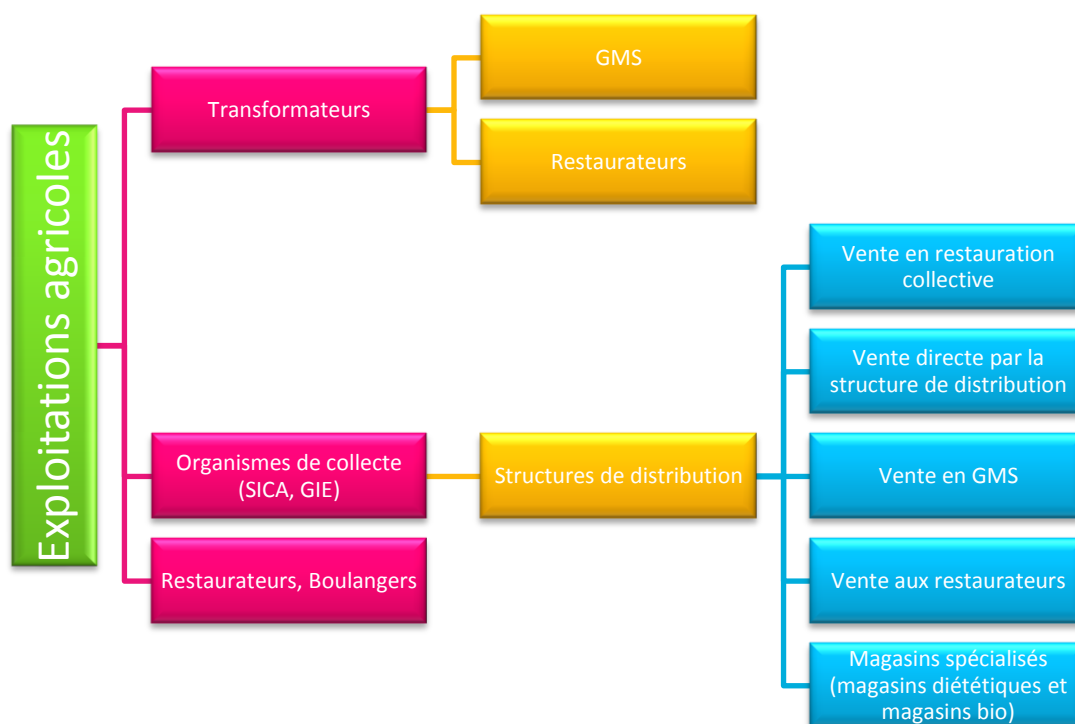 Exploitations agricoles
Transformateurs
GMS
Restaurateurs
Organismes de collecte
(SICA, GIE)
Structures de distribution
Vente en restauration
collective
Vente directe par la
structure de distribution
Vente en GMS
Vente aux restaurateurs
Magasins spécialisés
(magasins diététiques et
magasins bio)
Restaurateurs, Boulangers